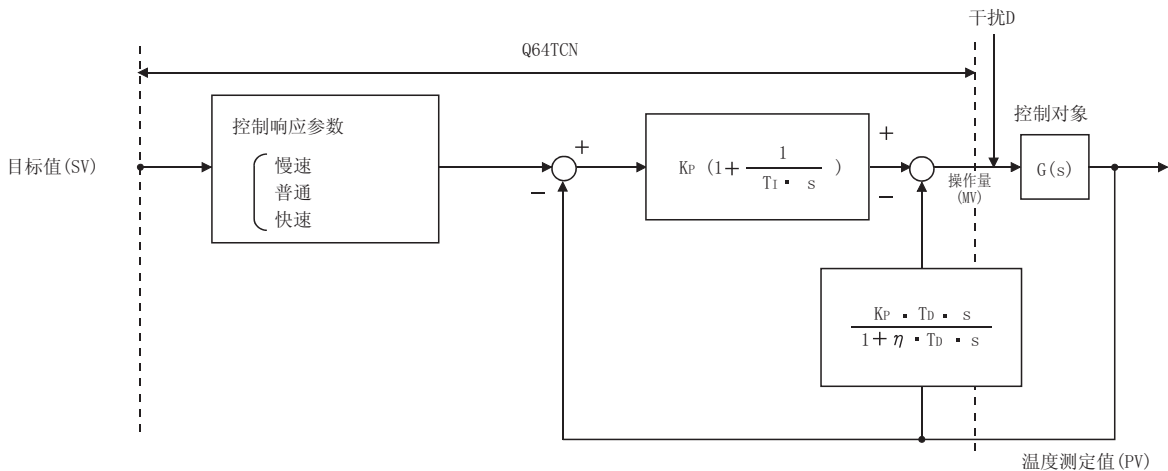 干扰D
Q64TCN
控制响应参数
慢速
普通
快速
目标值(SV)
+
−
KP (1+ 1 / TI · s )
+
−
操作量
(MV)
控制对象
G(s)
KP · TD · s
1+ η · TD · s
温度测定值(PV)